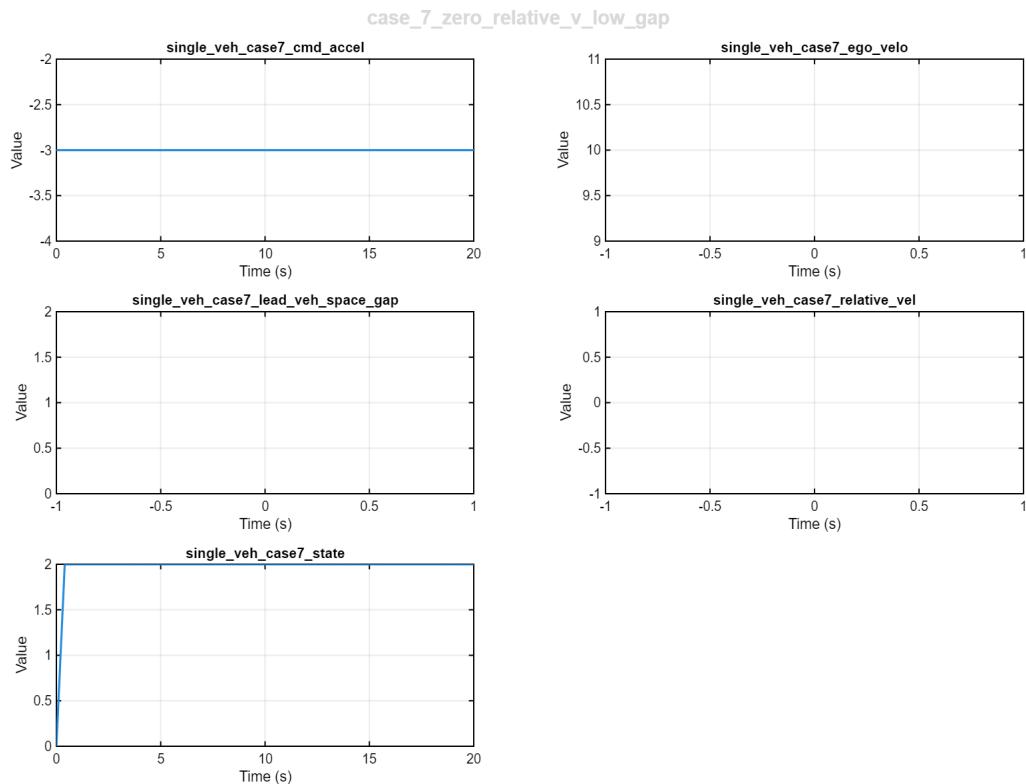 case_7_zero_relative_v_low_gap
single_veh_case7_cmd_accel
-2
-2.5
-3
-3.5
-4
Value
0 5 10 15 20
Time (s)
single_veh_case7_ego_velo
11
10.5
10
9.5
9
Value
-1 -0.5 0 0.5 1
Time (s)
single_veh_case7_lead_veh_space_gap
2
1.5
1
0.5
0
Value
-1 -0.5 0 0.5 1
Time (s)
single_veh_case7_relative_vel
1
0.5
0
-0.5
-1
Value
-1 -0.5 0 0.5 1
Time (s)
single_veh_case7_state
2
1.5
1
0.5
0
Value
0 5 10 15 20
Time (s)